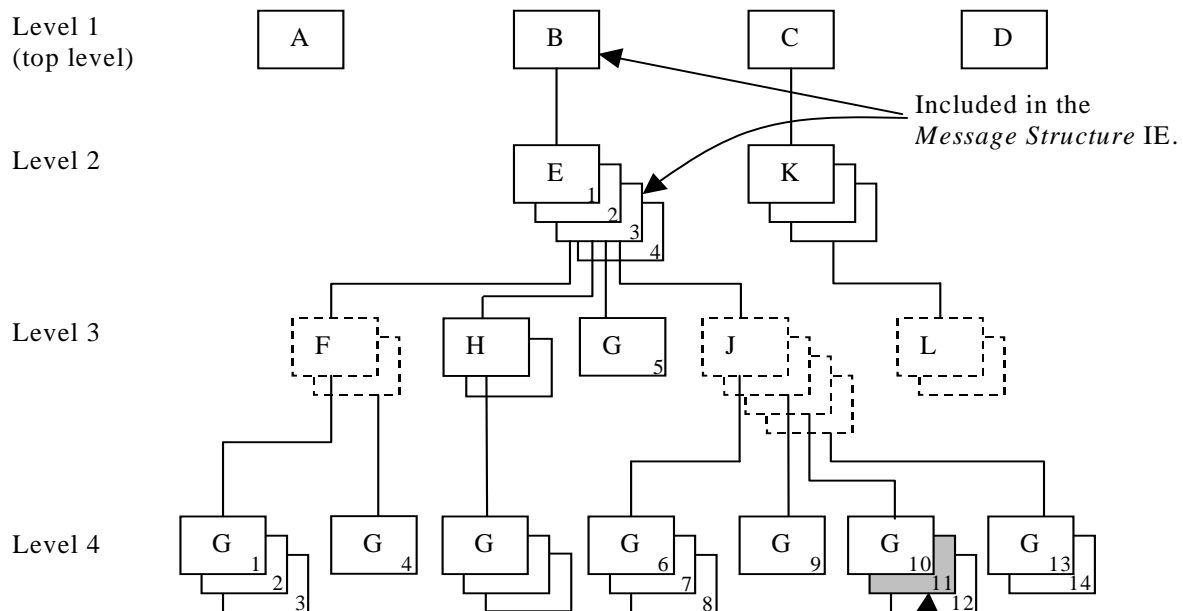 Level 1
(top level)
A
B
C
D
Included in the
Message Structure IE.
Level 2
E
1
2
3
4
K
Level 3
F
H
G
5
J
L
Level 4
G
1
2
3
G
4
G
G
6
7
8
G
9
G
10
11
12
G
13
14